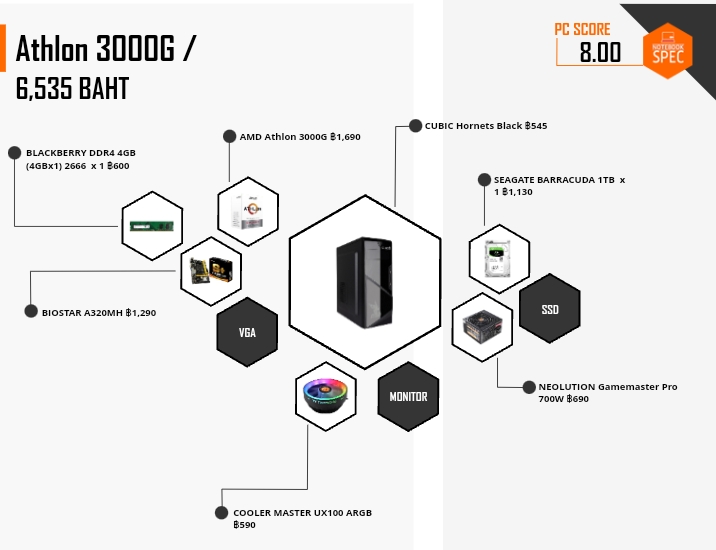 Athlon 3000G /
6,535 BAHT
PC SCORE
8.00
NOTEBOOK
SPEC
CUBIC Hornets Black ฿545
AMD Athlon 3000G ฿1,690
BLACKBERRY DDR4 4GB
(4GBx1) 2666 x 1 ฿600
SEAGATE BARRACUDA 1TB x
1 ฿1,130
BIOSTAR A320MH ฿1,290
VGA
SSD
MONITOR
NEOLUTION Gamemaster Pro
700W ฿690
COOLER MASTER UX100 ARGB
฿590